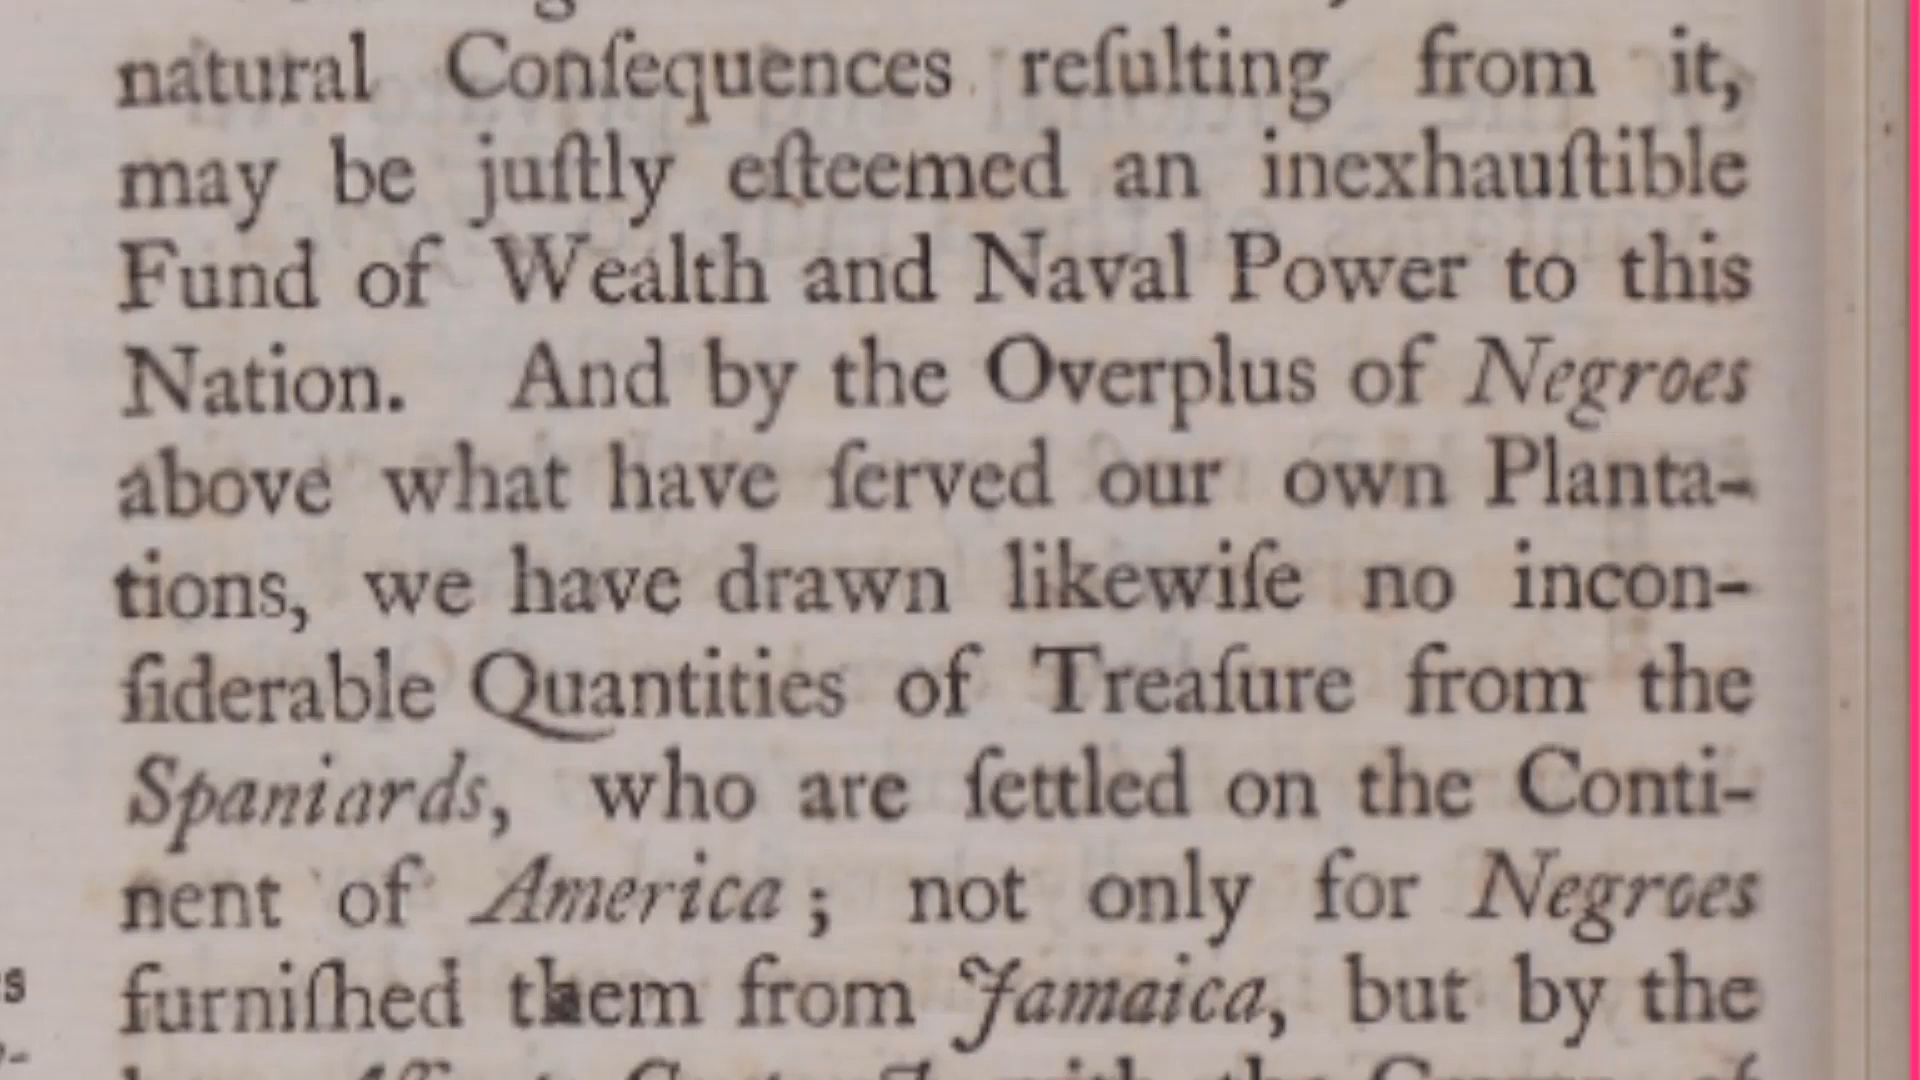 natural Conſequences reſulting from it,
may be juſtly eſteemed an inexhauſtible
Fund of Wealth and Naval Power to this
Nation. And by the Overplus of Negroes
above what have ſerved our own Planta-
tions, we have drawn likewiſe no incon-
ſiderable Quantities of Treaſure from the
Spaniards, who are ſettled on the Conti-
nent of America; not only for Negroes
furniſhed them from Jamaica, but by the